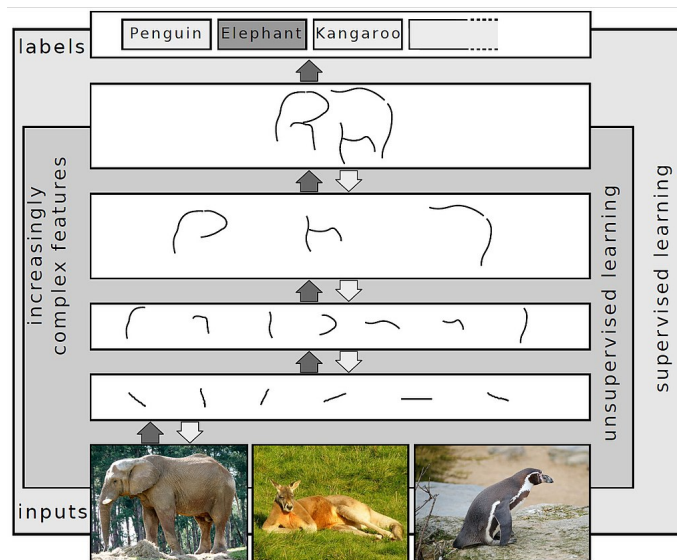 labels
Penguin
Elephant
Kangaroo
increasingly
complex features
unsupervised learning
supervised learning
inputs